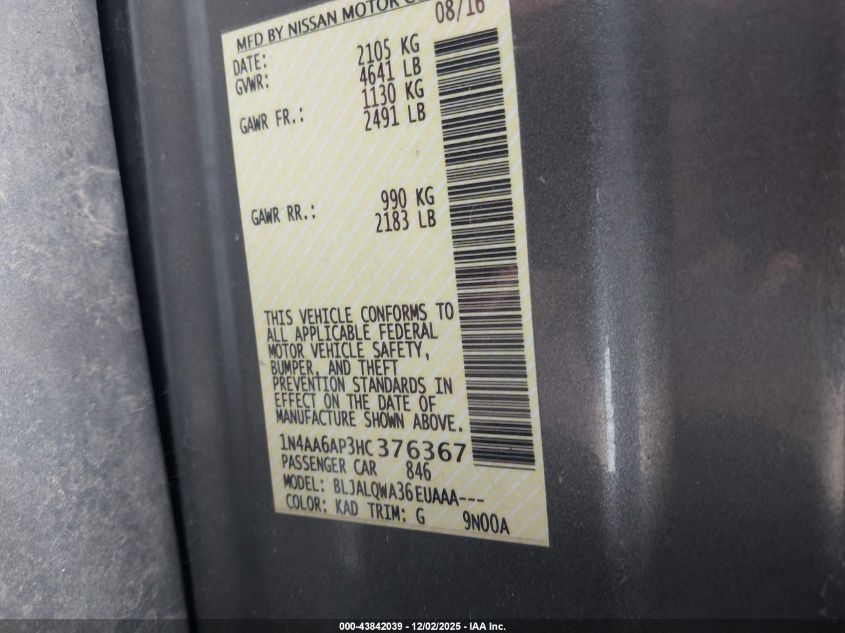 MFD BY NISSAN MOTOR
DATE: 08/16
GVWR: 2105 KG
4641 LB
GAWR FR.: 1130 KG
2491 LB
GAWR RR.: 990 KG
2183 LB
THIS VEHICLE CONFORMS TO
ALL APPLICABLE FEDERAL
MOTOR VEHICLE SAFETY,
BUMPER, AND THEFT
PREVENTION STANDARDS IN
EFFECT ON THE DATE OF
MANUFACTURE SHOWN ABOVE.
1N4AA6AP3HC376367
PASSENGER CAR 846
MODEL: BLJALQWA36EUAAA---
COLOR: KAD TRIM: G 9N00A
000-43842039 - 12/02/2025 - IAA Inc.